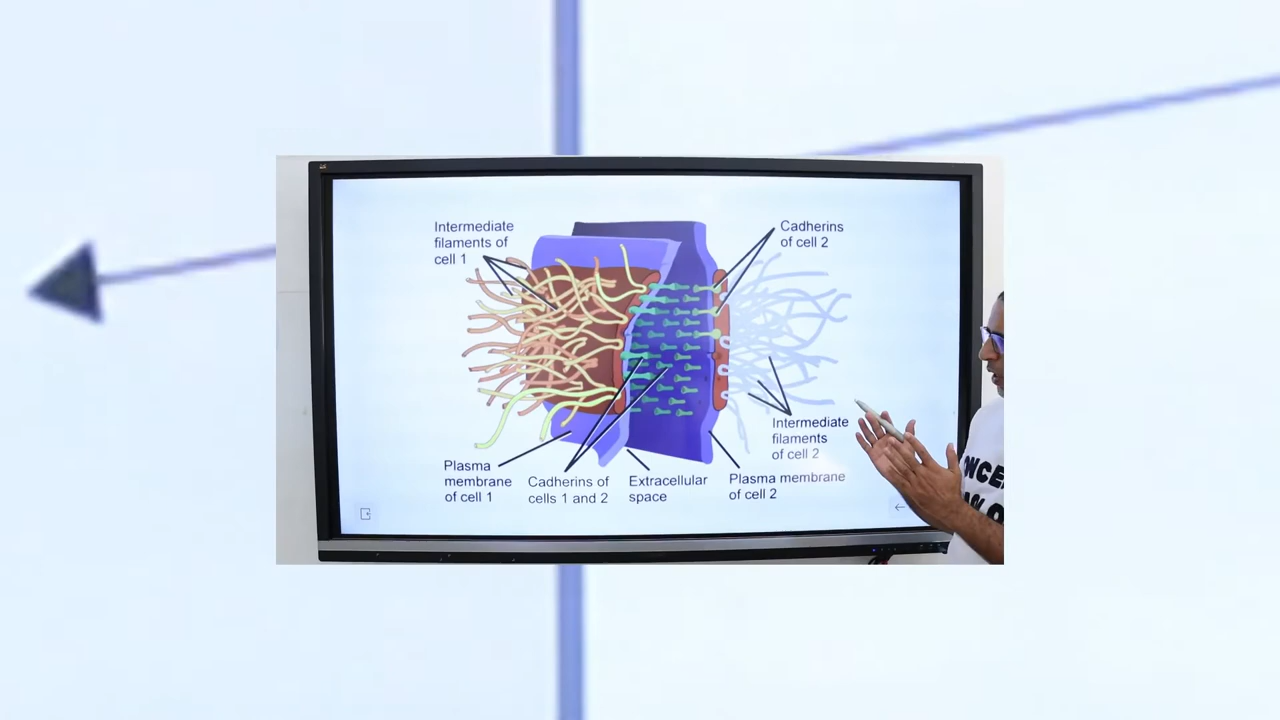 Intermediate
filaments of
cell 1
Cadherins
of cell 2
Intermediate
filaments
of cell 2
Plasma
membrane
of cell 1
Cadherins of
cells 1 and 2
Extracellular
space
Plasma membrane
of cell 2